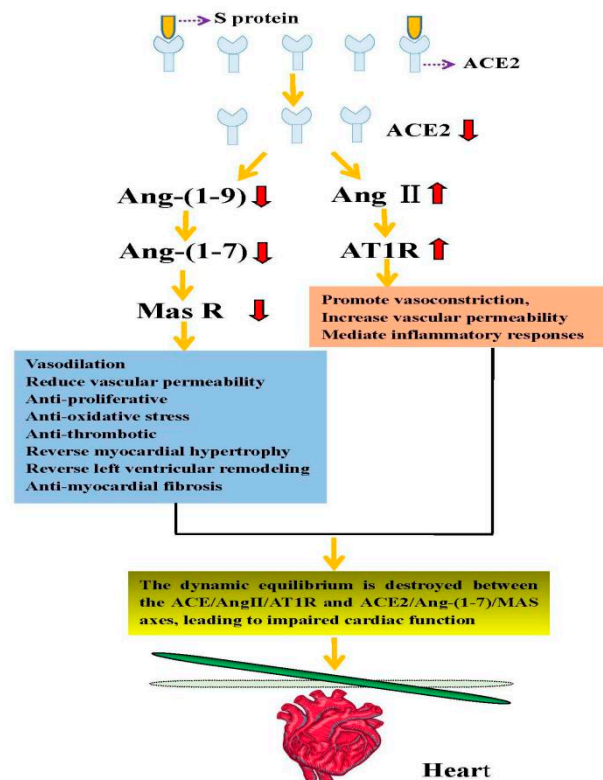 S protein
ACE2
ACE2
Ang-(1-9)
Ang II
Ang-(1-7)
AT1R
Mas R
Promote vasoconstriction,
Increase vascular permeability
Mediate inflammatory responses
Vasodilation
Reduce vascular permeability
Anti-proliferative
Anti-oxidative stress
Anti-thrombotic
Reverse myocardial hypertrophy
Reverse left ventricular remodeling
Anti-myocardial fibrosis
The dynamic equilibrium is destroyed between
the ACE/AngII/AT1R and ACE2/Ang-(1-7)/MAS
axes, leading to impaired cardiac function
Heart